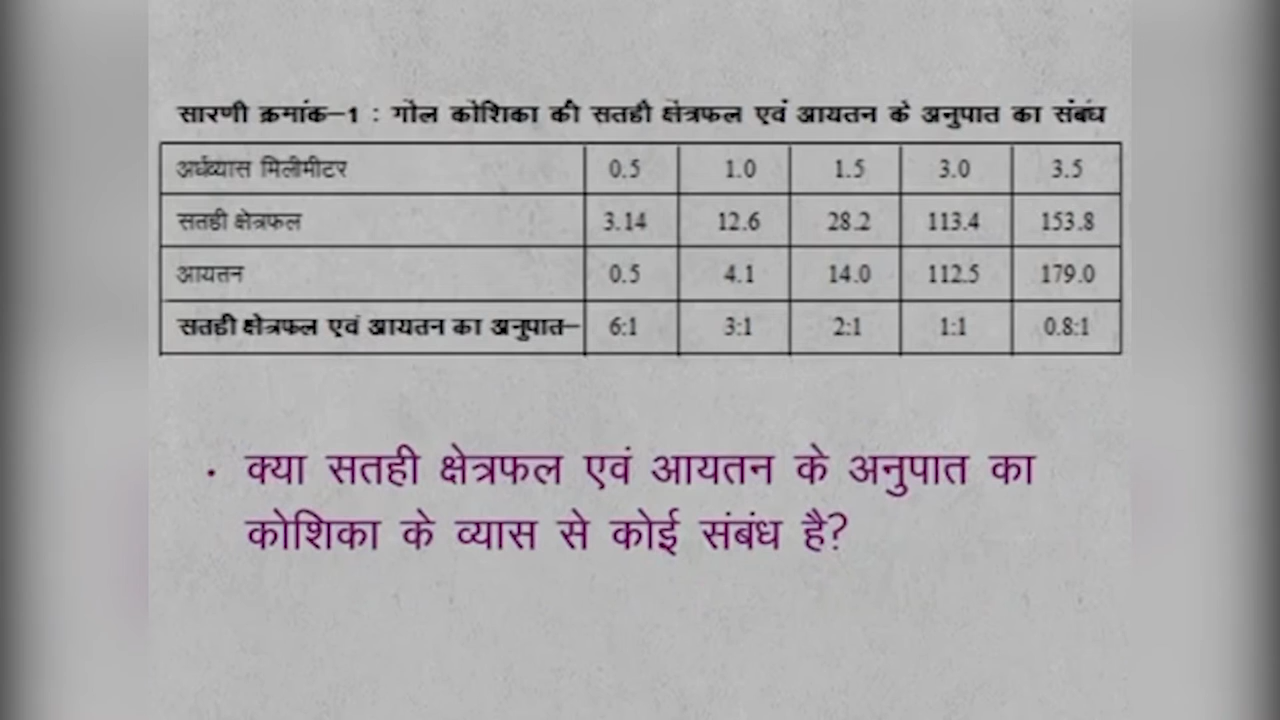 सारणी क्रमांक–1 : गोल कोशिका की सतही क्षेत्रफल एवं आयतन के अनुपात का संबंध
अर्धव्यास मिलीमीटर 0.5 1.0 1.5 3.0 3.5
सतही क्षेत्रफल 3.14 12.6 28.2 113.4 153.8
आयतन 0.5 4.1 14.0 112.5 179.0
सतही क्षेत्रफल एवं आयतन का अनुपात– 6:1 3:1 2:1 1:1 0.8:1
· क्या सतही क्षेत्रफल एवं आयतन के अनुपात का
कोशिका के व्यास से कोई संबंध है?